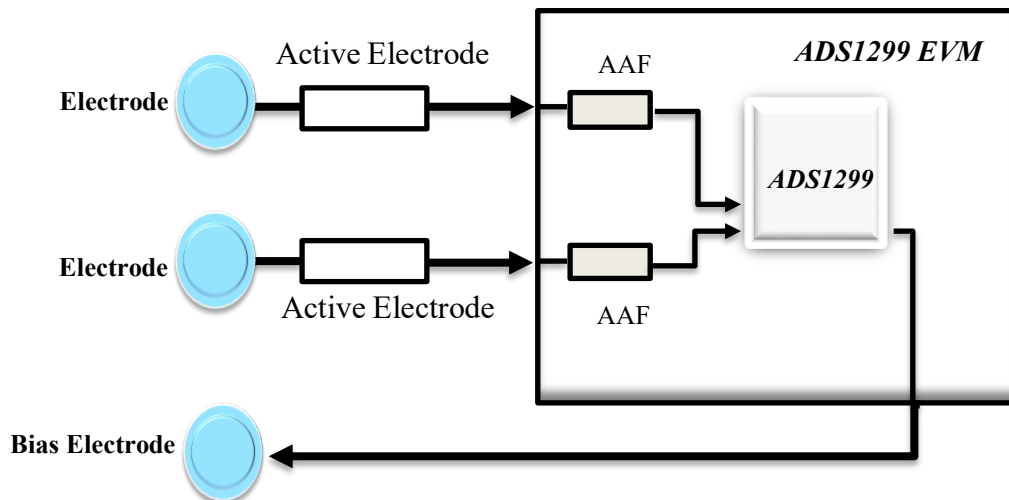 Active Electrode
AAF
ADS1299 EVM
Electrode
ADS1299
Electrode
Active Electrode
AAF
Bias Electrode